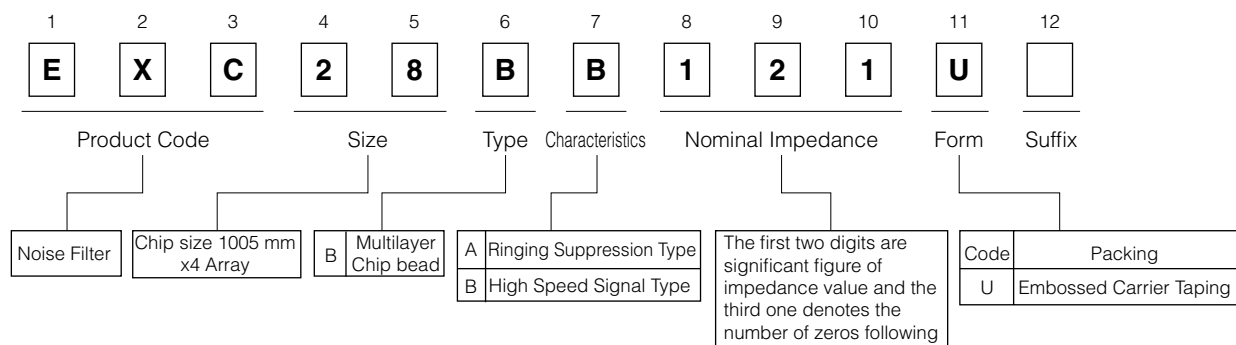 1 2 3 4 5 6 7 8 9 10 11 12
E X C 2 8 B B 1 2 1 U
Product Code Size Type Characteristics Nominal Impedance Form Suffix
Noise Filter
Chip size 1005 mm
x4 Array
B Multilayer
Chip bead
A Ringing Suppression Type
B High Speed Signal Type
The first two digits are
significant figure of
impedance value and the
third one denotes the
number of zeros following
Code Packing
U Embossed Carrier Taping